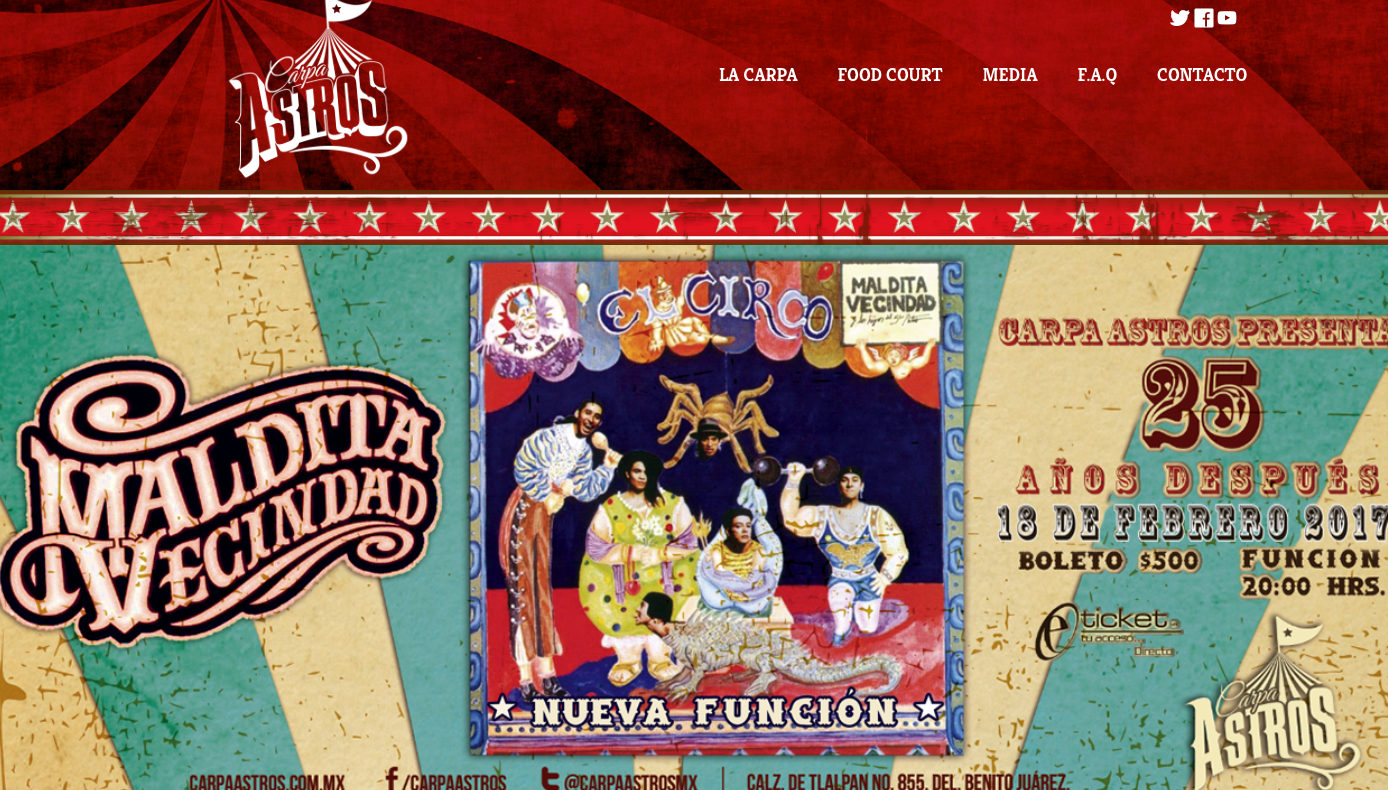 Carpa
ASTROS
LA CARPA FOOD COURT MEDIA F.A.Q CONTACTO
EL CIRCO
MALDITA
VECINDAD
CARPA ASTROS PRESENTA
25
AÑOS DESPUÉS
18 DE FEBRERO 2017
BOLETO $500
FUNCION
20:00 HRS.
MALDITA
VECINDAD
eticket
tu acceso
Directo
NUEVA FUNCIÓN
Carpa
ASTROS
CARPAASTROS.COM.MX
/CARPAASTROS
@CARPAASTROSMX
CALZ. DE TLALPAN NO. 855, DEL. BENITO JUÁREZ.